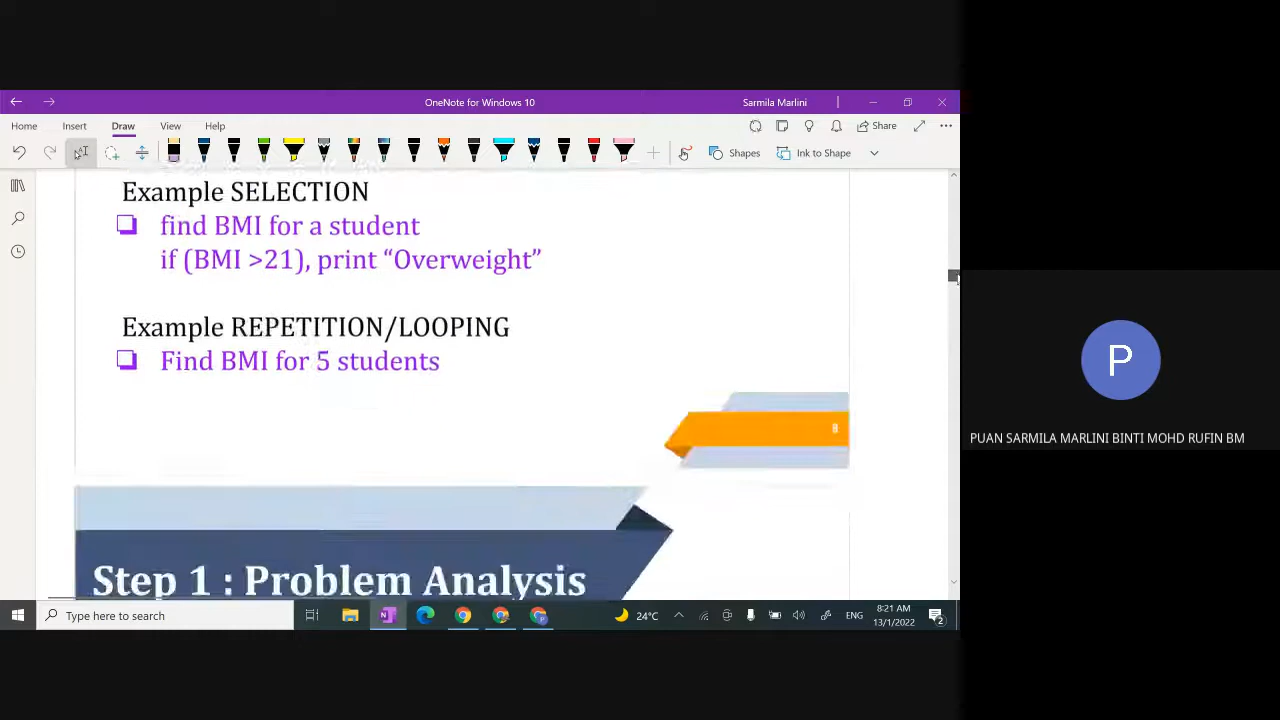 OneNote for Windows 10
Sarmila Marlini
Home
Insert
Draw
View
Help
Share
Shapes
Ink to Shape
Example SELECTION
find BMI for a student
if (BMI >21), print “Overweight”
Example REPETITION/LOOPING
Find BMI for 5 students
8
Step 1 : Problem Analysis
P
PUAN SARMILA MARLINI BINTI MOHD RUFIN BM
Type here to search
24°C
ENG
8:21 AM
13/1/2022
2